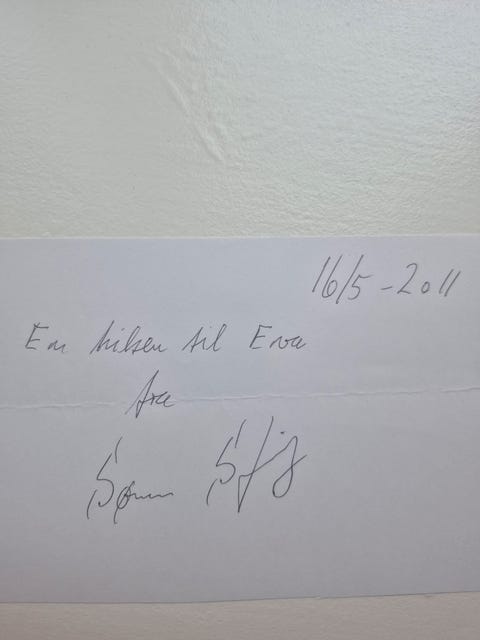 16/5-2011
En hilsen til Eva
fra
Søren